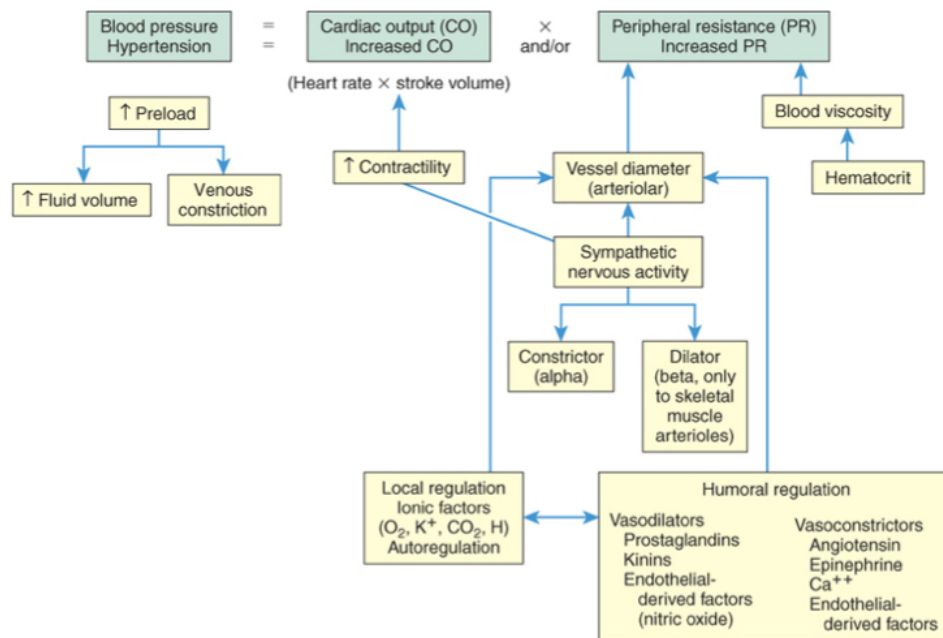 Blood pressure = Cardiac output (CO) × Peripheral resistance (PR)
Hypertension = Increased CO and/or Increased PR
(Heart rate × stroke volume)
↑ Preload
Blood viscosity
↑ Contractility
Vessel diameter
(arteriolar)
Hematocrit
↑ Fluid volume
Venous
constriction
Sympathetic
nervous activity
Constrictor
(alpha)
Dilator
(beta, only
to skeletal
muscle
arterioles)
Local regulation
Ionic factors
(O₂, K⁺, CO₂, H)
Autoregulation
Humoral regulation
Vasodilators
Prostaglandins
Kinins
Endothelial-
derived factors
(nitric oxide)
Vasoconstrictors
Angiotensin
Epinephrine
Ca⁺⁺
Endothelial-
derived factors